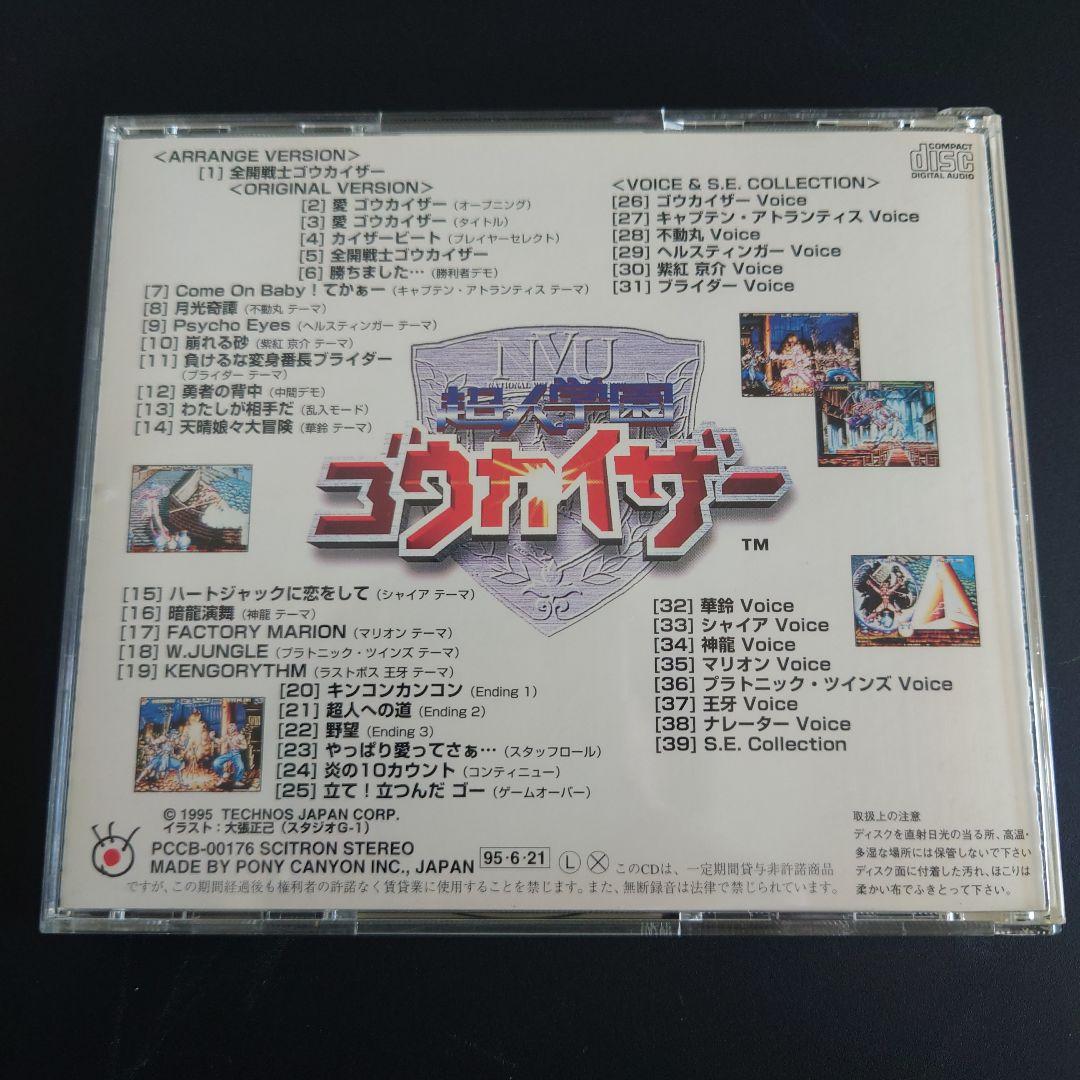 <ARRANGE VERSION>
[1] 全開戦士ゴウカイザー
<ORIGINAL VERSION>
[2] 愛 ゴウカイザー (オープニング)
[3] 愛 ゴウカイザー (タイトル)
[4] カイザービート (プレイヤーセレクト)
[5] 全開戦士ゴウカイザー
[6] 勝ちました… (勝利者デモ)
[7] Come On Baby!てかぁー (キャプテン・アトランティス テーマ)
[8] 月光奇譚 (不動丸 テーマ)
[9] Psycho Eyes (ヘルスティンガー テーマ)
[10] 崩れる砂 (紫紅 京介 テーマ)
[11] 負けるな変身番長ブライダー
(ブライダー テーマ)
[12] 勇者の背中 (中間デモ)
[13] わたしが相手だ (乱入モード)
[14] 天晴娘々大冒険 (華鈴 テーマ)
COMPACT
disc
DIGITAL AUDIO
<VOICE & S.E. COLLECTION>
[26] ゴウカイザー Voice
[27] キャプテン・アトランティス Voice
[28] 不動丸 Voice
[29] ヘルスティンガー Voice
[30] 紫紅 京介 Voice
[31] ブライダー Voice
NVU
超人学園
ゴウカイザー
TM
[15] ハートジャックに恋をして (シャイア テーマ)
[16] 暗龍演舞 (神龍 テーマ)
[17] FACTORY MARION (マリオン テーマ)
[18] W.JUNGLE (プラトニック・ツインズ テーマ)
[19] KENGORYTHM (ラストボス 王牙 テーマ)
[20] キンコンカンコン (Ending 1)
[21] 超人への道 (Ending 2)
[22] 野望 (Ending 3)
[23] やっぱり愛ってさぁ… (スタッフロール)
[24] 炎の10カウント (コンティニュー)
[25] 立て!立つんだ ゴー (ゲームオーバー)
[32] 華鈴 Voice
[33] シャイア Voice
[34] 神龍 Voice
[35] マリオン Voice
[36] プラトニック・ツインズ Voice
[37] 王牙 Voice
[38] ナレーター Voice
[39] S.E. Collection
© 1995 TECHNOS JAPAN CORP.
イラスト:大張正己 (スタジオG-1)
PCCB-00176 SCITRON STEREO
MADE BY PONY CANYON INC., JAPAN 95・6・21 L X このCDは、一定期間貸与非許諾商品
ですが、この期間経過後も権利者の許諾なく賃貸業に使用することを禁じます。また、無断録音は法律で禁じられています。
取扱上の注意
ディスクを直射日光の当る所、高温・
多湿な場所には保管しないで下さい
ディスク面に付着した汚れ、ほこりは
柔かい布でふきとって下さい。